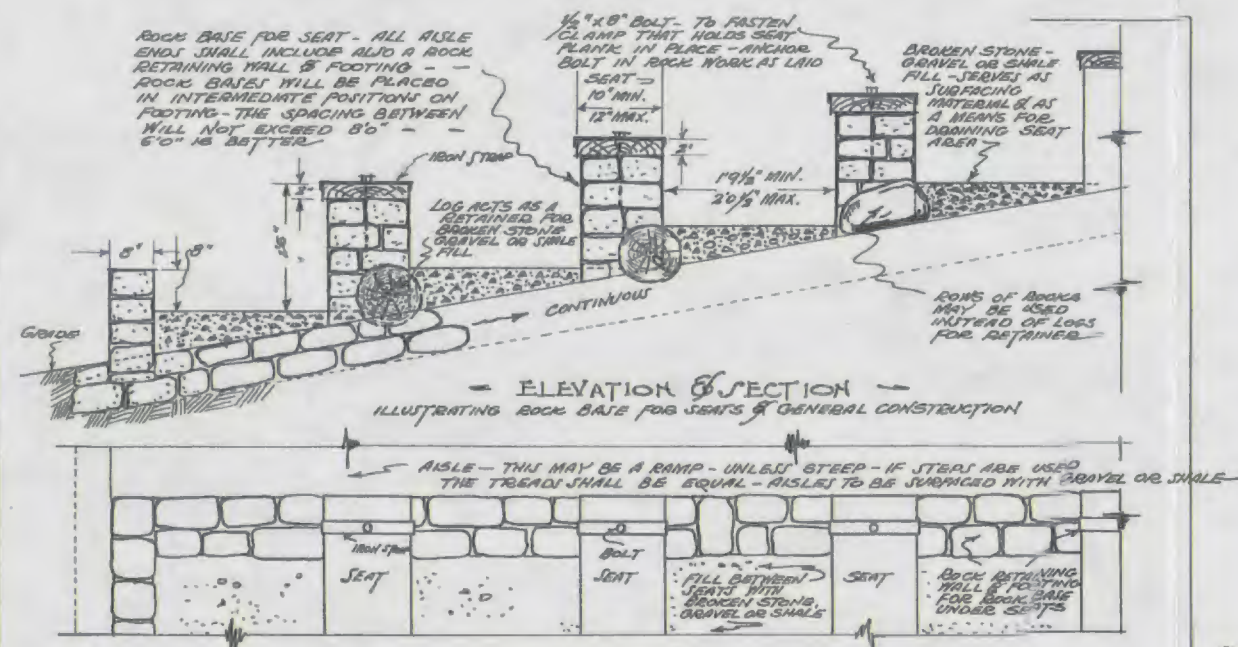 ROCK BASE FOR SEAT - ALL AISLE
ENDS SHALL INCLUDE ALSO A ROCK
RETAINING WALL & FOOTING - -
ROCK BASES WILL BE PLACED
IN INTERMEDIATE POSITIONS ON
FOOTING - THE SPACING BETWEEN
WILL NOT EXCEED 8'0" - -
6'0" IS BETTER
1/2" x 8" BOLT - TO FASTEN
CLAMP THAT HOLDS SEAT
PLANK IN PLACE - ANCHOR
BOLT IN ROCK WORK AS LAID
SEAT -
10" MIN.
12" MAX.
BROKEN STONE -
GRAVEL OR SHALE
FILL - SERVES AS
SURFACING
MATERIAL & AS
A MEANS FOR
DRAINING SEAT
AREA
IRON STRAP
LOG ACTS AS A
RETAINER FOR
BROKEN STONE
GRAVEL OR SHALE
FILL
1'9 1/2" MIN.
2'0 1/2" MAX.
8"
8"
GRADE
CONTINUOUS
ROWS OF ROCKS
MAY BE USED
INSTEAD OF LOGS
FOR RETAINER
- ELEVATION & SECTION -
ILLUSTRATING ROCK BASE FOR SEATS & GENERAL CONSTRUCTION
AISLE - THIS MAY BE A RAMP - UNLESS STEEP - IF STEPS ARE USED
THE TREADS SHALL BE EQUAL - AISLES TO BE SURFACED WITH GRAVEL OR SHALE
IRON STRAP
SEAT
BOLT
SEAT
FILL BETWEEN
SEATS WITH
BROKEN STONE,
GRAVEL OR SHALE
SEAT
ROCK RETAINING
WALL & FOOTING
FOR ROCK BASE
UNDER SEATS